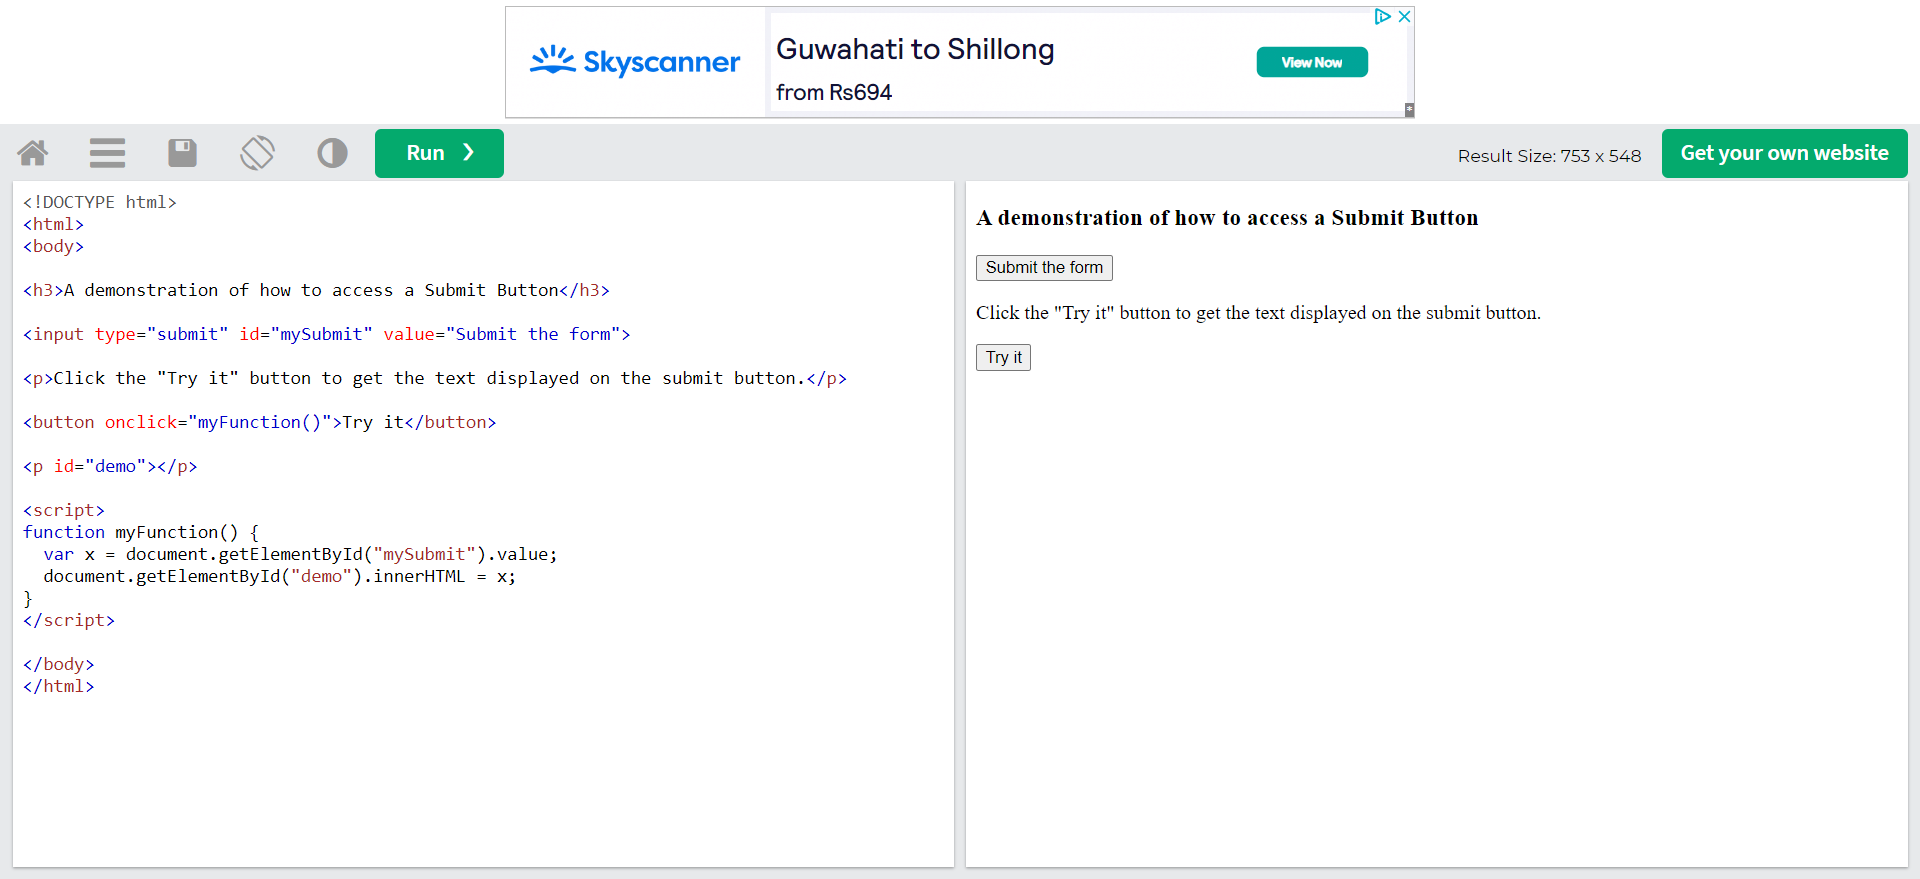 Skyscanner
Guwahati to Shillong
from Rs694
View Now
Run ❯
Result Size: 753 x 548
Get your own website
<!DOCTYPE html>
<html>
<body>
<h3>A demonstration of how to access a Submit Button</h3>
<input type="submit" id="mySubmit" value="Submit the form">
<p>Click the "Try it" button to get the text displayed on the submit button.</p>
<button onclick="myFunction()">Try it</button>
<p id="demo"></p>
<script>
function myFunction() {
  var x = document.getElementById("mySubmit").value;
  document.getElementById("demo").innerHTML = x;
}
</script>
</body>
</html>
A demonstration of how to access a Submit Button
Submit the form
Click the "Try it" button to get the text displayed on the submit button.
Try it